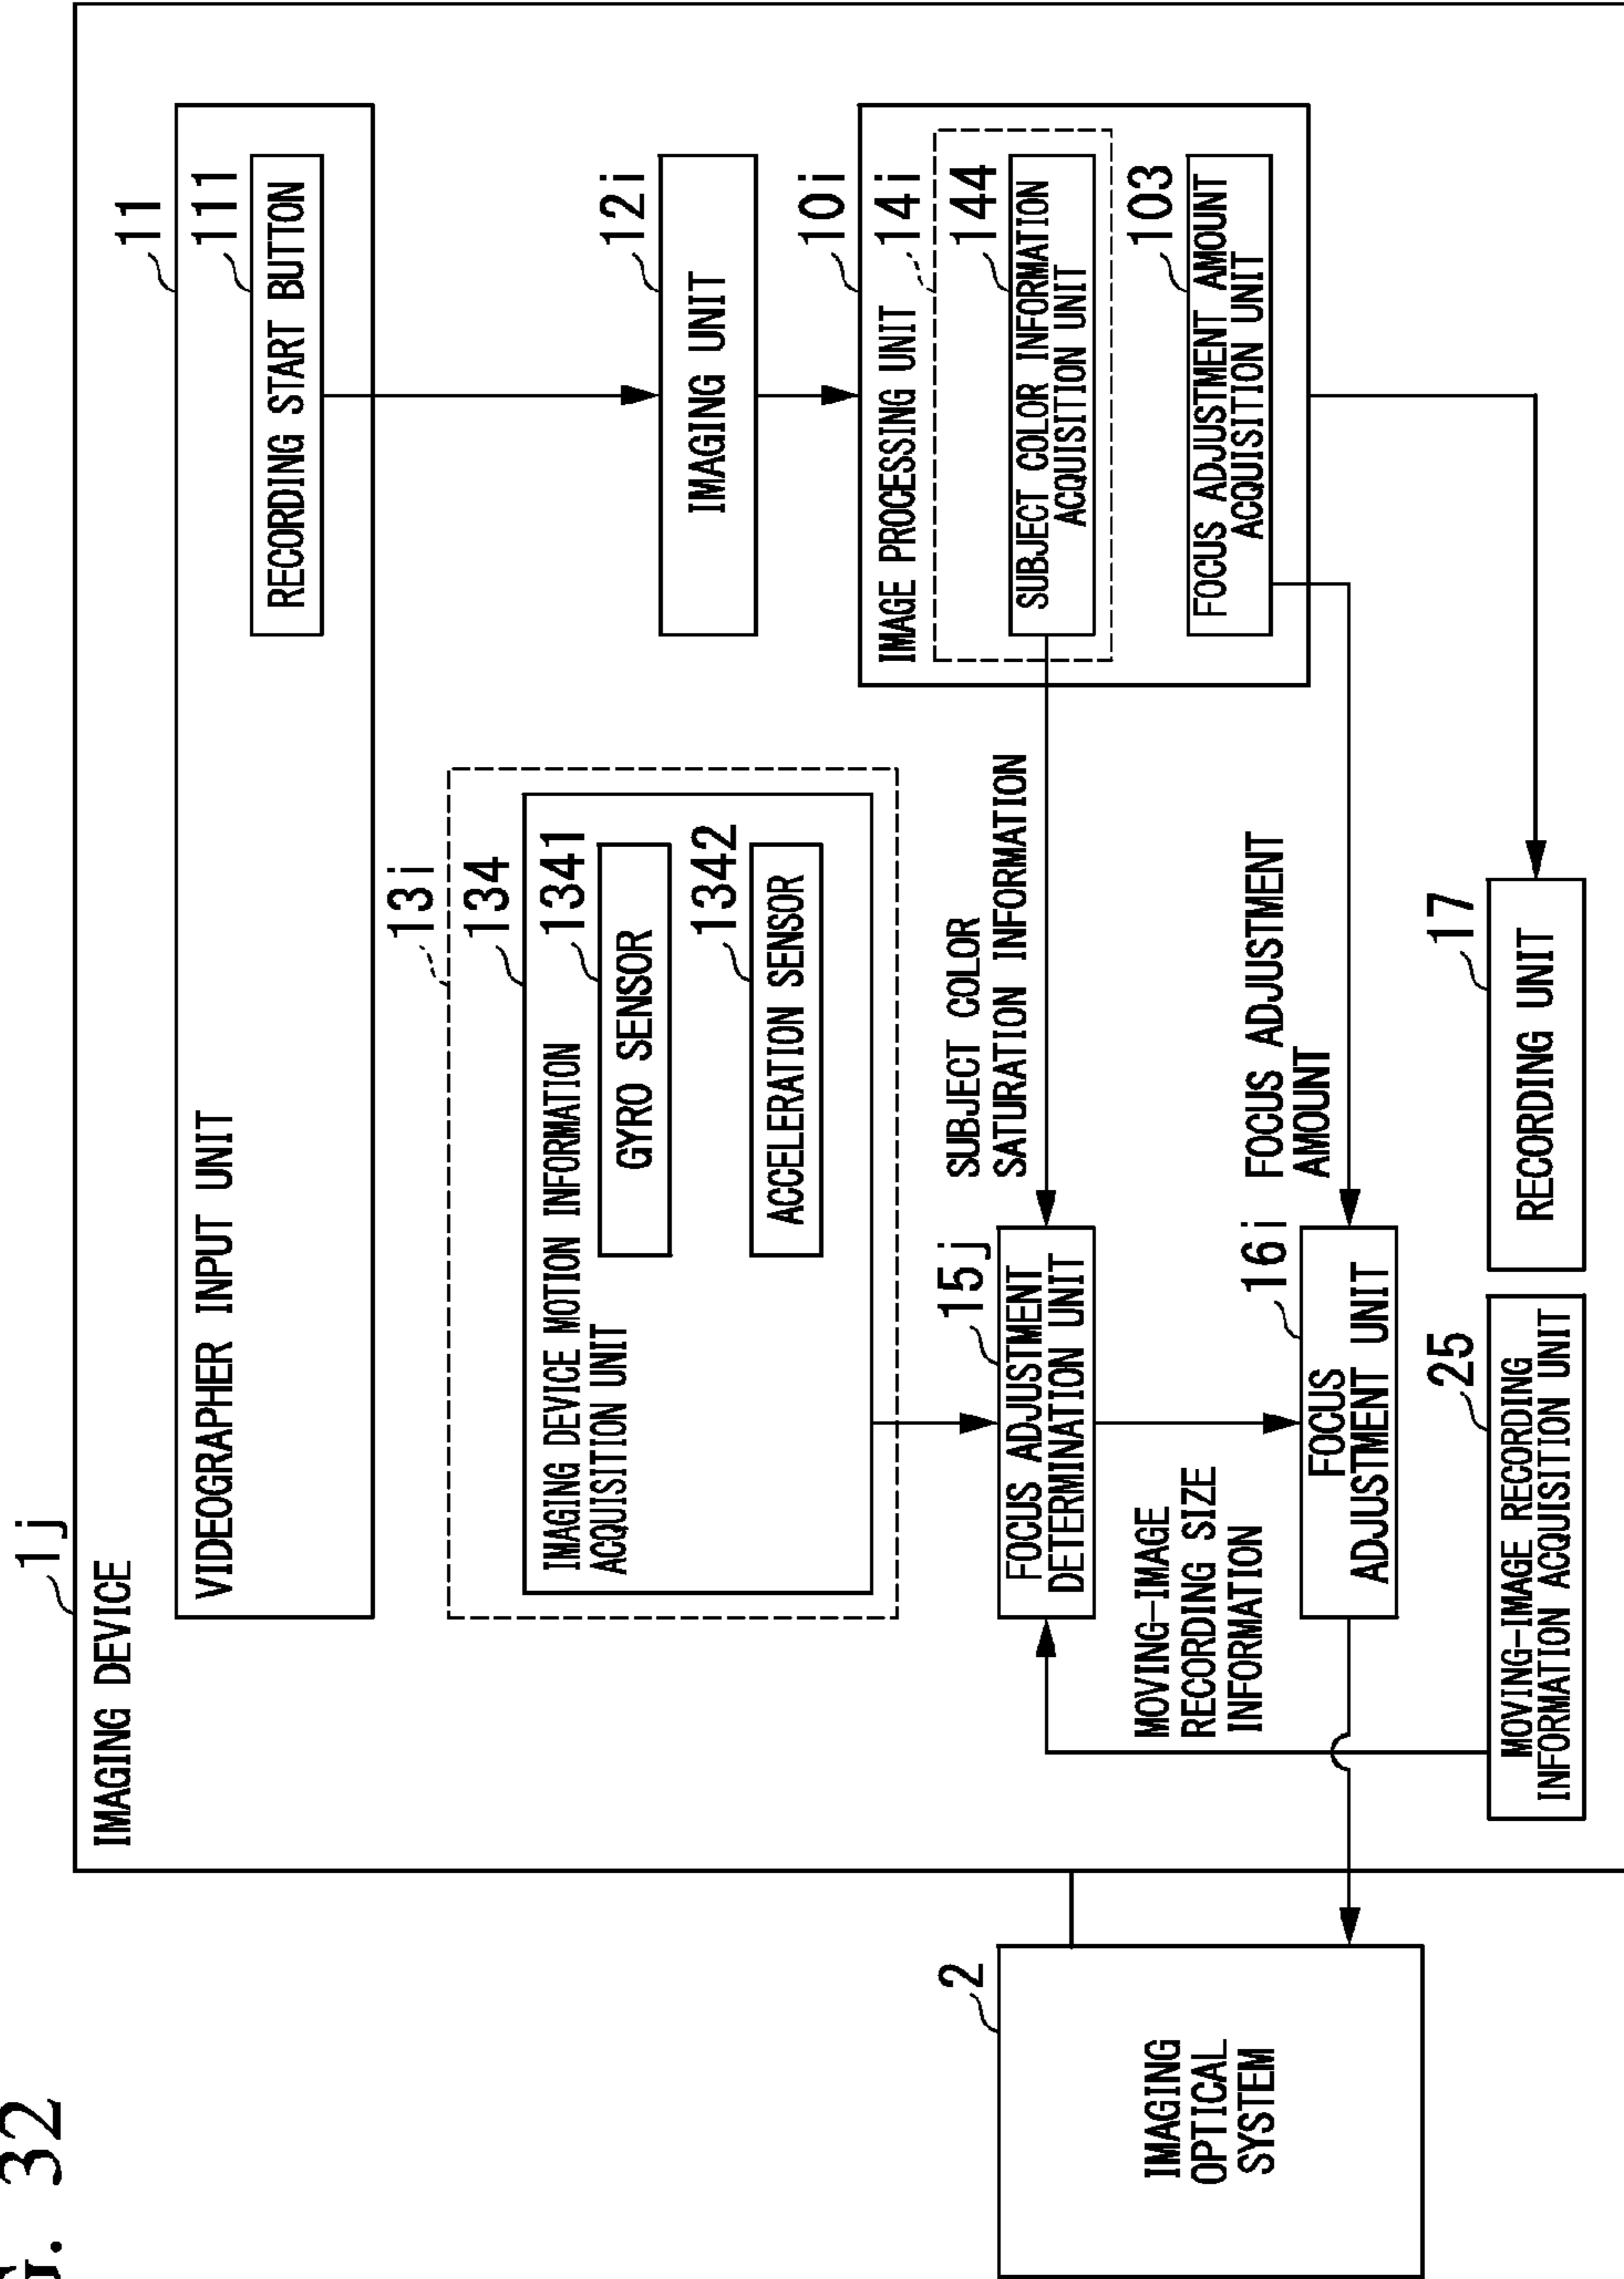 G. 32
1j
IMAGING DEVICE
11
VIDEOGRAPHER INPUT UNIT
111
RECORDING START BUTTON
13i
134
IMAGING DEVICE MOTION INFORMATION
ACQUISITION UNIT
1341
GYRO SENSOR
1342
ACCELERATION SENSOR
12i
IMAGING UNIT
10i
IMAGE PROCESSING UNIT
14i
144
SUBJECT COLOR INFORMATION
ACQUISITION UNIT
103
FOCUS ADJUSTMENT AMOUNT
ACQUISITION UNIT
SUBJECT COLOR
SATURATION INFORMATION
15j
FOCUS ADJUSTMENT
DETERMINATION UNIT
MOVING-IMAGE
RECORDING SIZE
INFORMATION
FOCUS ADJUSTMENT
AMOUNT
16i
FOCUS
ADJUSTMENT UNIT
2
IMAGING
OPTICAL
SYSTEM
25
MOVING-IMAGE RECORDING
INFORMATION ACQUISITION UNIT
17
RECORDING UNIT